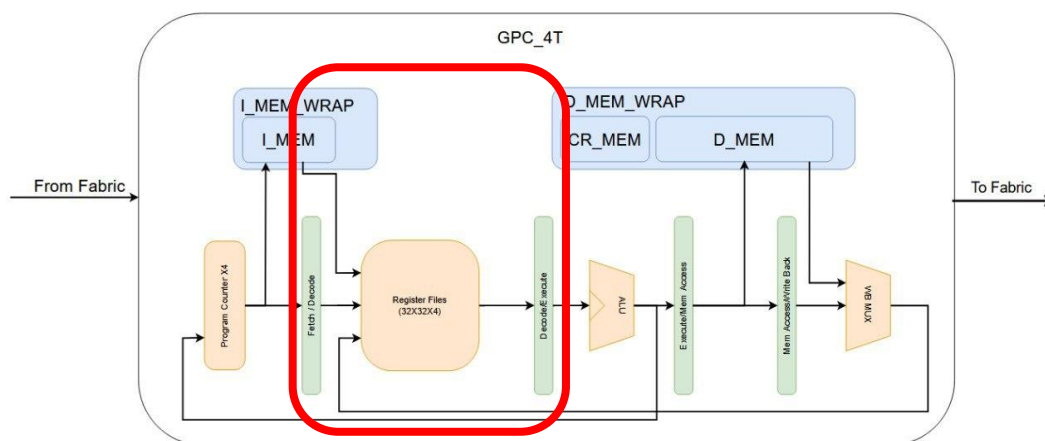 GPC_4T
I_MEM_WRAP
I_MEM
D_MEM_WRAP
CR_MEM
D_MEM
From Fabric
To Fabric
Program Counter X4
Fetch / Decode
Register Files
(32X32X4)
Decode/Execute
ALU
Execute/Mem Access
Mem Access/Write Back
WB MUX